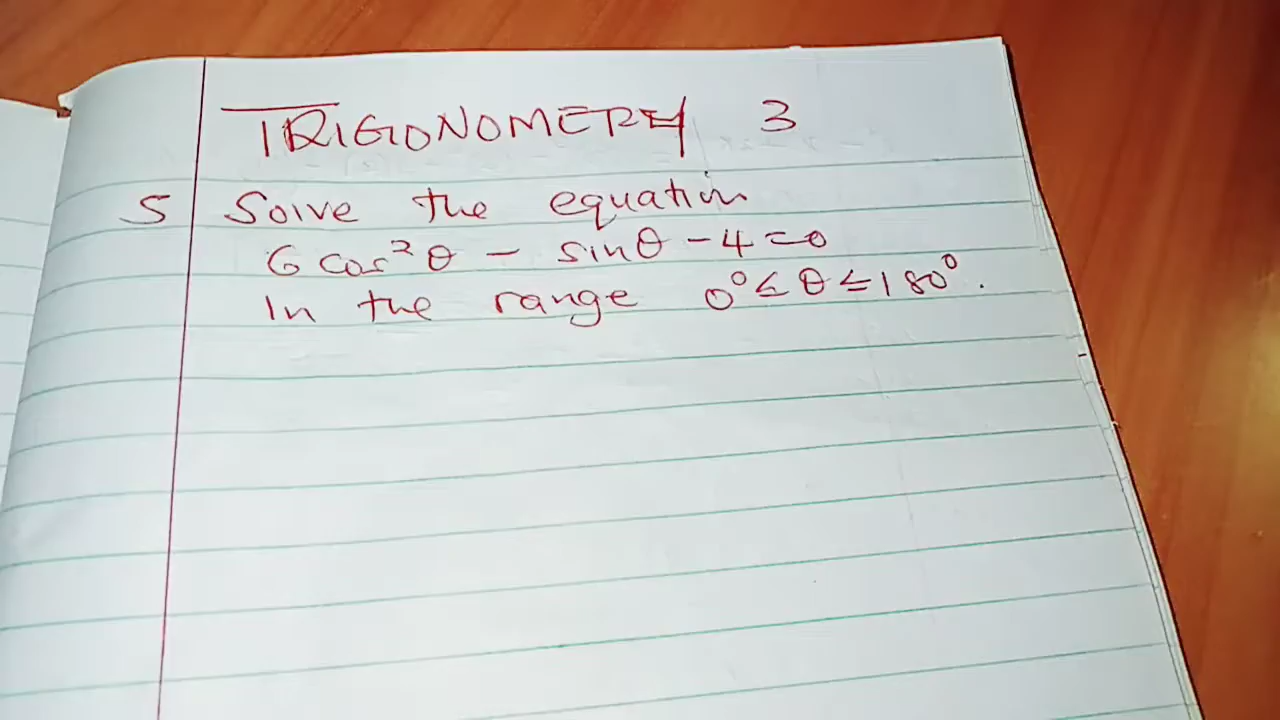 TRIGONOMETRY 3
5 Solve the equation
6 cos²θ - sinθ - 4 = 0
In the range 0° ≤ θ ≤ 180°.